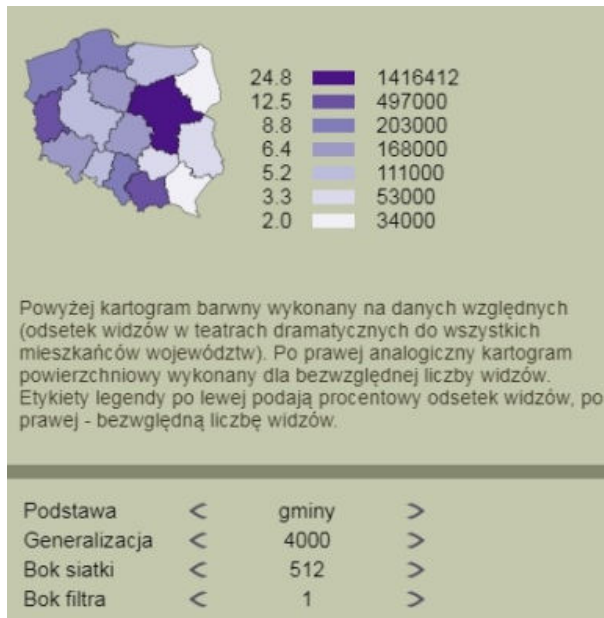 24.8 1416412
12.5 497000
8.8 203000
6.4 168000
5.2 111000
3.3 53000
2.0 34000
Powyżej kartogram barwny wykonany na danych względnych
(odsetek widzów w teatrach dramatycznych do wszystkich
mieszkańców województw). Po prawej analogiczny kartogram
powierzchniowy wykonany dla bezwzględnej liczby widzów.
Etykiety legendy po lewej podają procentowy odsetek widzów, po
prawej - bezwględną liczbę widzów.
Podstawa < gminy >
Generalizacja < 4000 >
Bok siatki < 512 >
Bok filtra < 1 >